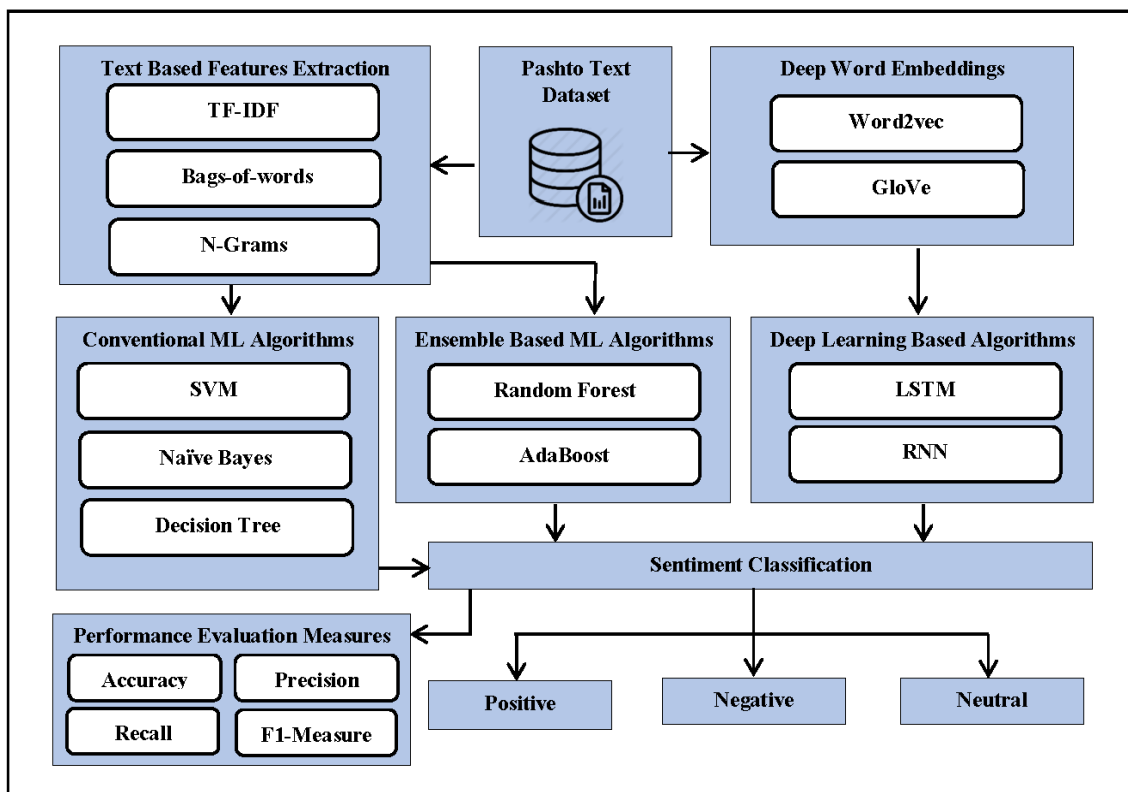 Text Based Features Extraction
TF-IDF
Bags-of-words
N-Grams
Pashto Text
Dataset
Deep Word Embeddings
Word2vec
GloVe
Conventional ML Algorithms
SVM
Naïve Bayes
Decision Tree
Ensemble Based ML Algorithms
Random Forest
AdaBoost
Deep Learning Based Algorithms
LSTM
RNN
Sentiment Classification
Performance Evaluation Measures
Accuracy
Precision
Recall
F1-Measure
Positive
Negative
Neutral